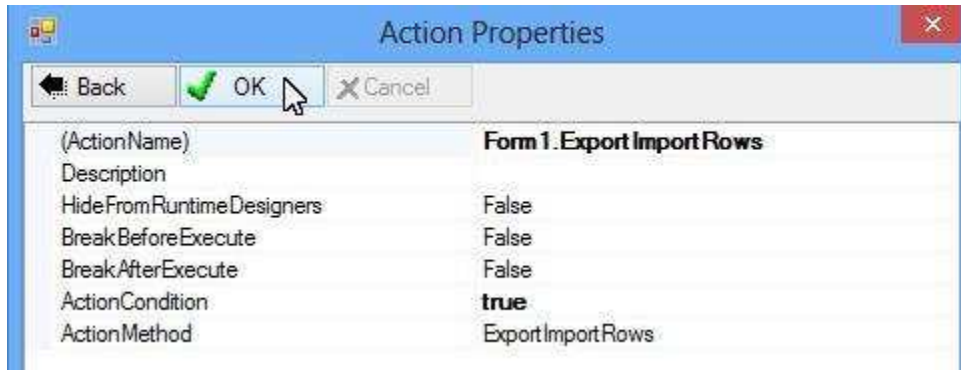 Action Properties
Back OK Cancel
(ActionName) Form1.ExportImportRows
Description
HideFromRuntimeDesigners False
BreakBeforeExecute False
BreakAfterExecute False
ActionCondition true
ActionMethod ExportImportRows